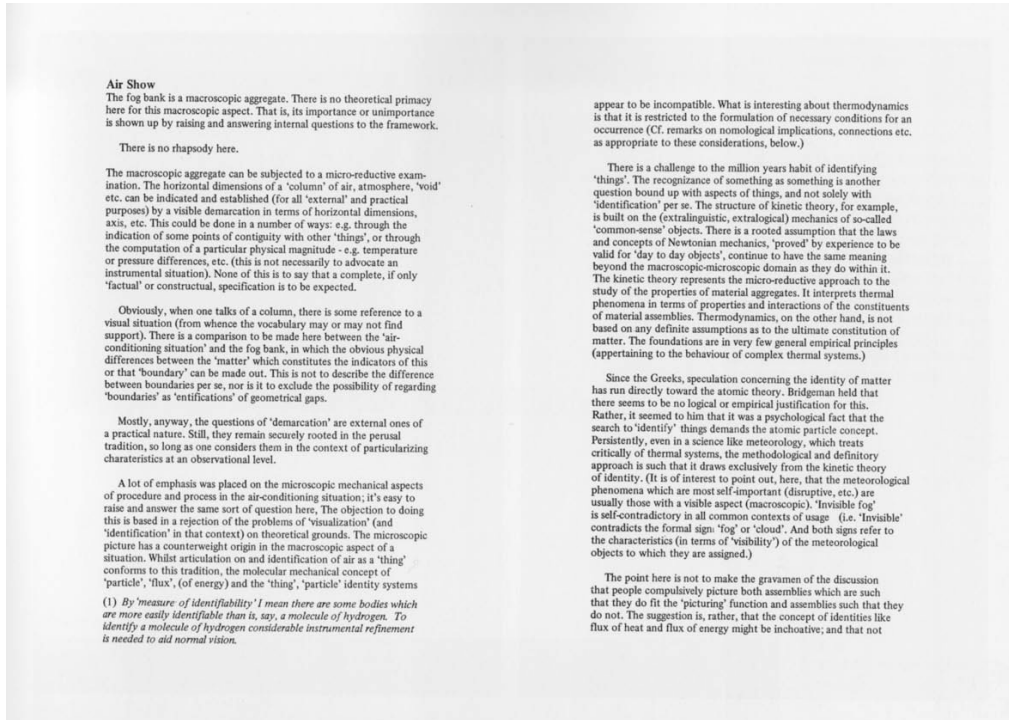 Air Show
The fog bank is a macroscopic aggregate. There is no theoretical primacy
here for this macroscopic aspect. That is, its importance or unimportance
is shown up by raising and answering internal questions to the framework.
There is no rhapsody here.
The macroscopic aggregate can be subjected to a micro-reductive exam-
ination. The horizontal dimensions of a 'column' of air, atmosphere, 'void'
etc. can be indicated and established (for all 'external' and practical
purposes) by a visible demarcation in terms of horizontal dimensions,
axis, etc. This could be done in a number of ways: e.g. through the
indication of some points of contiguity with other 'things', or through
the computation of a particular physical magnitude - e.g. temperature
or pressure differences, etc. (this is not necessarily to advocate an
instrumental situation). None of this is to say that a complete, if only
'factual' or constructual, specification is to be expected.
Obviously, when one talks of a column, there is some reference to a
visual situation (from whence the vocabulary may or may not find
support). There is a comparison to be made here between the 'air-
conditioning situation' and the fog bank, in which the obvious physical
differences between the 'matter' which constitutes the indicators of this
or that 'boundary' can be made out. This is not to describe the difference
between boundaries per se, nor is it to exclude the possibility of regarding
'boundaries' as 'entifications' of geometrical gaps.
Mostly, anyway, the questions of 'demarcation' are external ones of
a practical nature. Still, they remain securely rooted in the perusal
tradition, so long as one considers them in the context of particularizing
charateristics at an observational level.
A lot of emphasis was placed on the microscopic mechanical aspects
of procedure and process in the air-conditioning situation; it's easy to
raise and answer the same sort of question here, The objection to doing
this is based in a rejection of the problems of 'visualization' (and
'identification' in that context) on theoretical grounds. The microscopic
picture has a counterweight origin in the macroscopic aspect of a
situation. Whilst articulation on and identification of air as a 'thing'
conforms to this tradition, the molecular mechanical concept of
'particle', 'flux', (of energy) and the 'thing', 'particle' identity systems
(1) By 'measure of identifiability' I mean there are some bodies which
are more easily identifiable than is, say, a molecule of hydrogen. To
identify a molecule of hydrogen considerable instrumental refinement
is needed to aid normal vision.
appear to be incompatible. What is interesting about thermodynamics
is that it is restricted to the formulation of necessary conditions for an
occurrence (Cf. remarks on nomological implications, connections etc.
as appropriate to these considerations, below.)
There is a challenge to the million years habit of identifying
'things'. The recognizance of something as something is another
question bound up with aspects of things, and not solely with
'identification' per se. The structure of kinetic theory, for example,
is built on the (extralinguistic, extralogical) mechanics of so-called
'common-sense' objects. There is a rooted assumption that the laws
and concepts of Newtonian mechanics, 'proved' by experience to be
valid for 'day to day objects', continue to have the same meaning
beyond the macroscopic-microscopic domain as they do within it.
The kinetic theory represents the micro-reductive approach to the
study of the properties of material aggregates. It interprets thermal
phenomena in terms of properties and interactions of the constituents
of material assemblies. Thermodynamics, on the other hand, is not
based on any definite assumptions as to the ultimate constitution of
matter. The foundations are in very few general empirical principles
(appertaining to the behaviour of complex thermal systems.)
Since the Greeks, speculation concerning the identity of matter
has run directly toward the atomic theory. Bridgeman held that
there seems to be no logical or empirical justification for this.
Rather, it seemed to him that it was a psychological fact that the
search to 'identify' things demands the atomic particle concept.
Persistently, even in a science like meteorology, which treats
critically of thermal systems, the methodological and definitory
approach is such that it draws exclusively from the kinetic theory
of identity. (It is of interest to point out, here, that the meteorological
phenomena which are most self-important (disruptive, etc.) are
usually those with a visible aspect (macroscopic). 'Invisible fog'
is self-contradictory in all common contexts of usage (i.e. 'Invisible'
contradicts the formal sign: 'fog' or 'cloud'. And both signs refer to
the characteristics (in terms of 'visibility') of the meteorological
objects to which they are assigned.)
The point here is not to make the gravamen of the discussion
that people compulsively picture both assemblies which are such
that they do fit the 'picturing' function and assemblies such that they
do not. The suggestion is, rather, that the concept of identities like
flux of heat and flux of energy might be inchoative; and that not